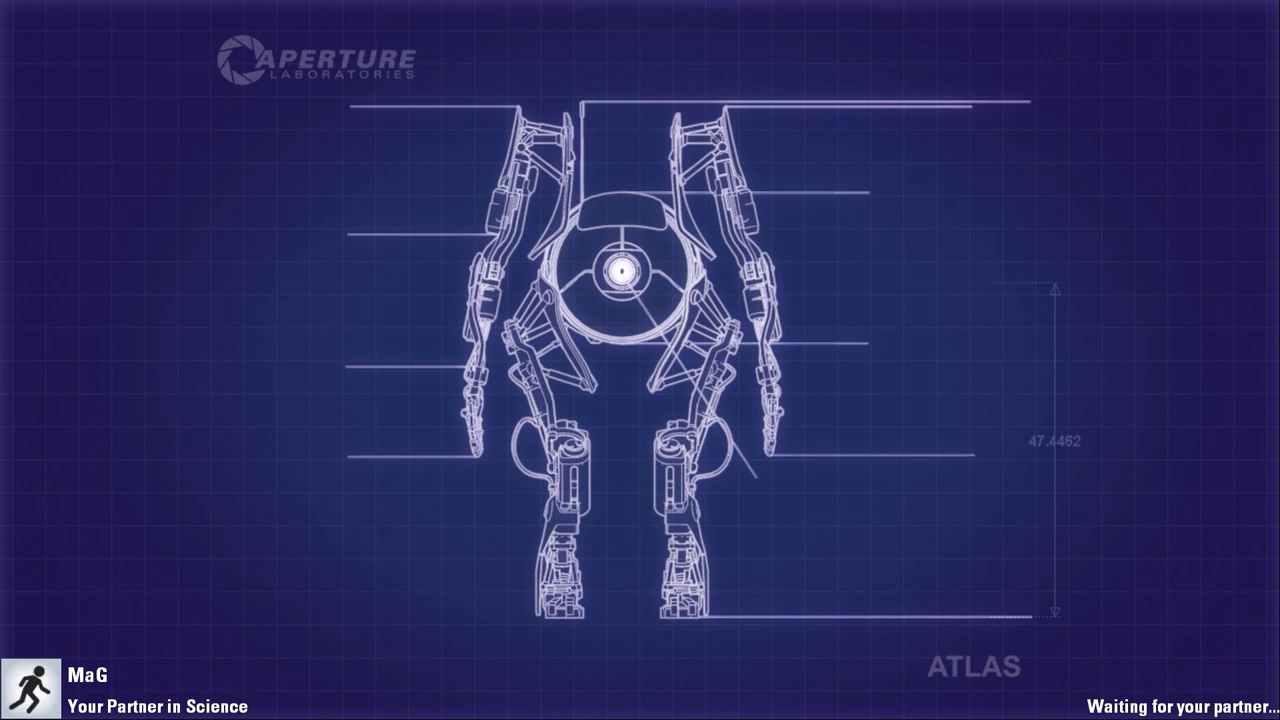 APERTURE
LABORATORIES
47.4462
ATLAS
MaG
Your Partner in Science
Waiting for your partner...